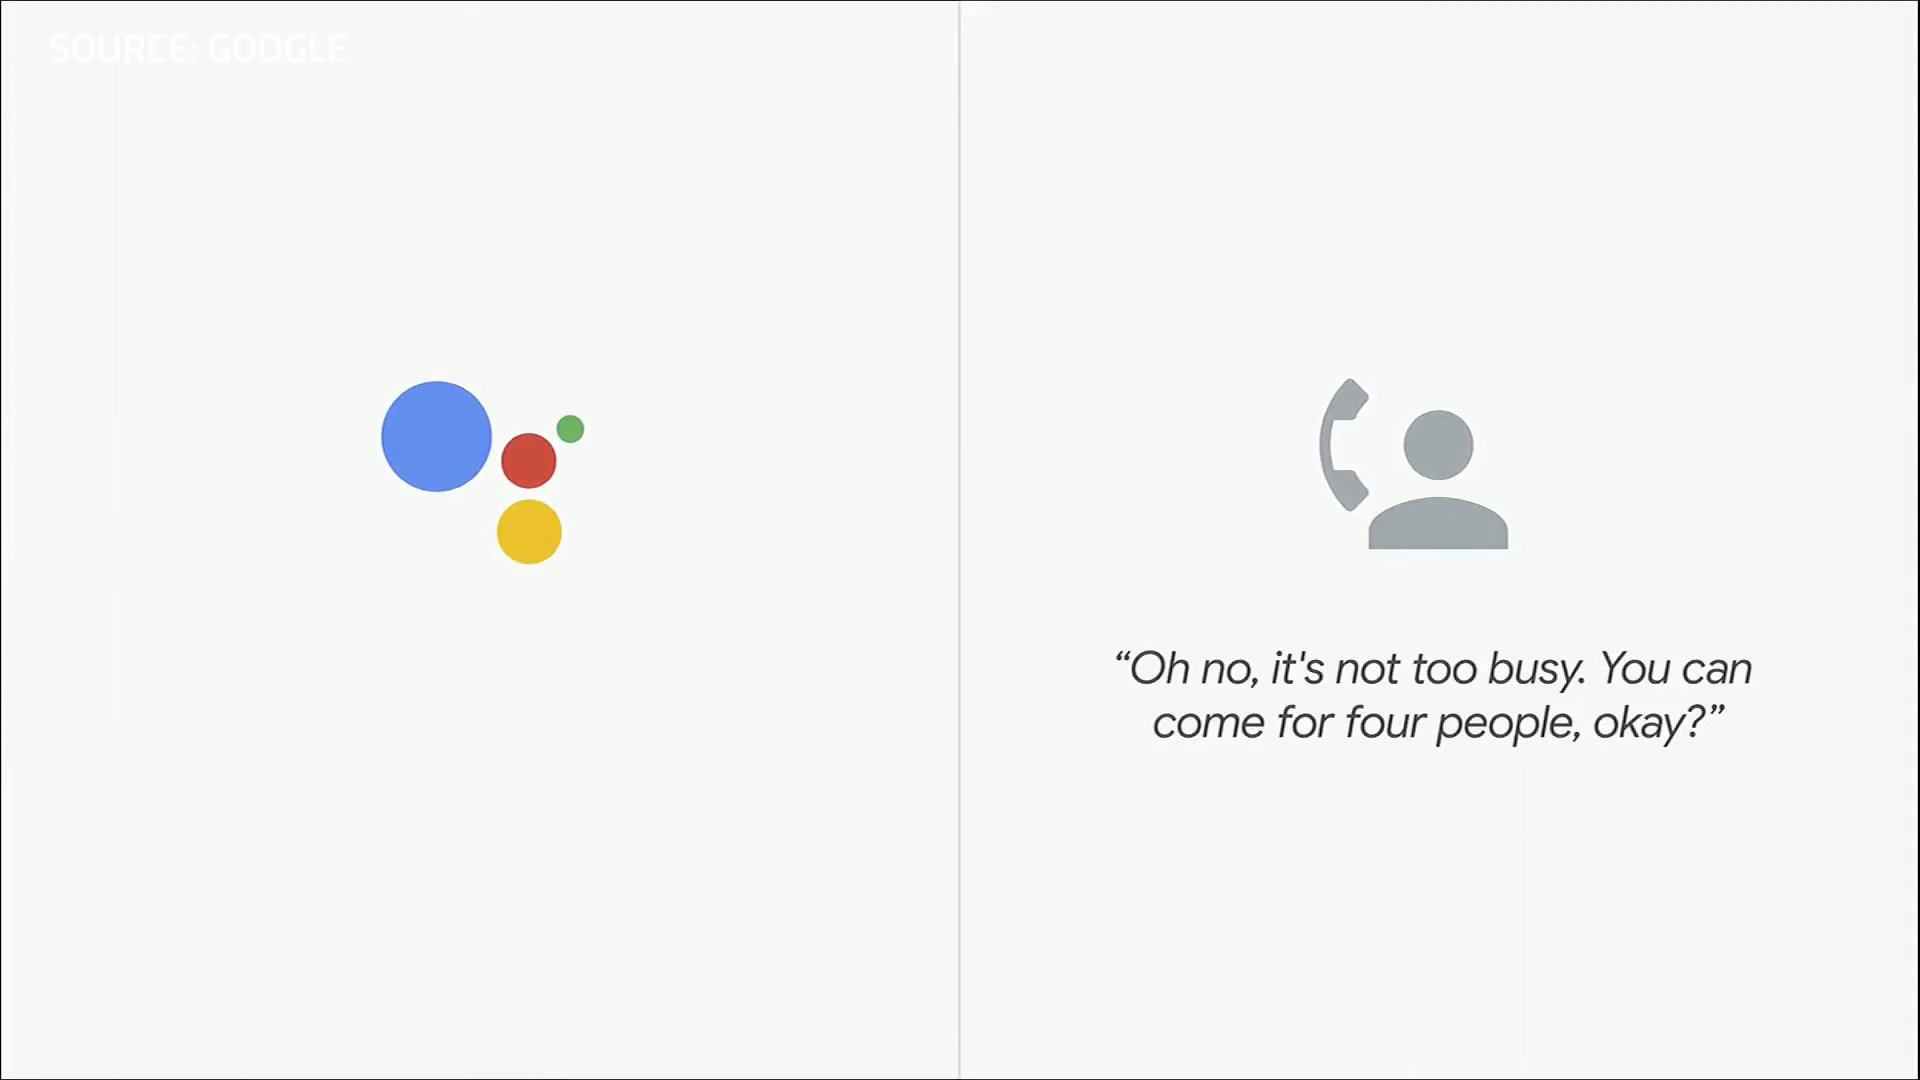 SOURCE: GOOGLE
“Oh no, it's not too busy. You can
come for four people, okay?”